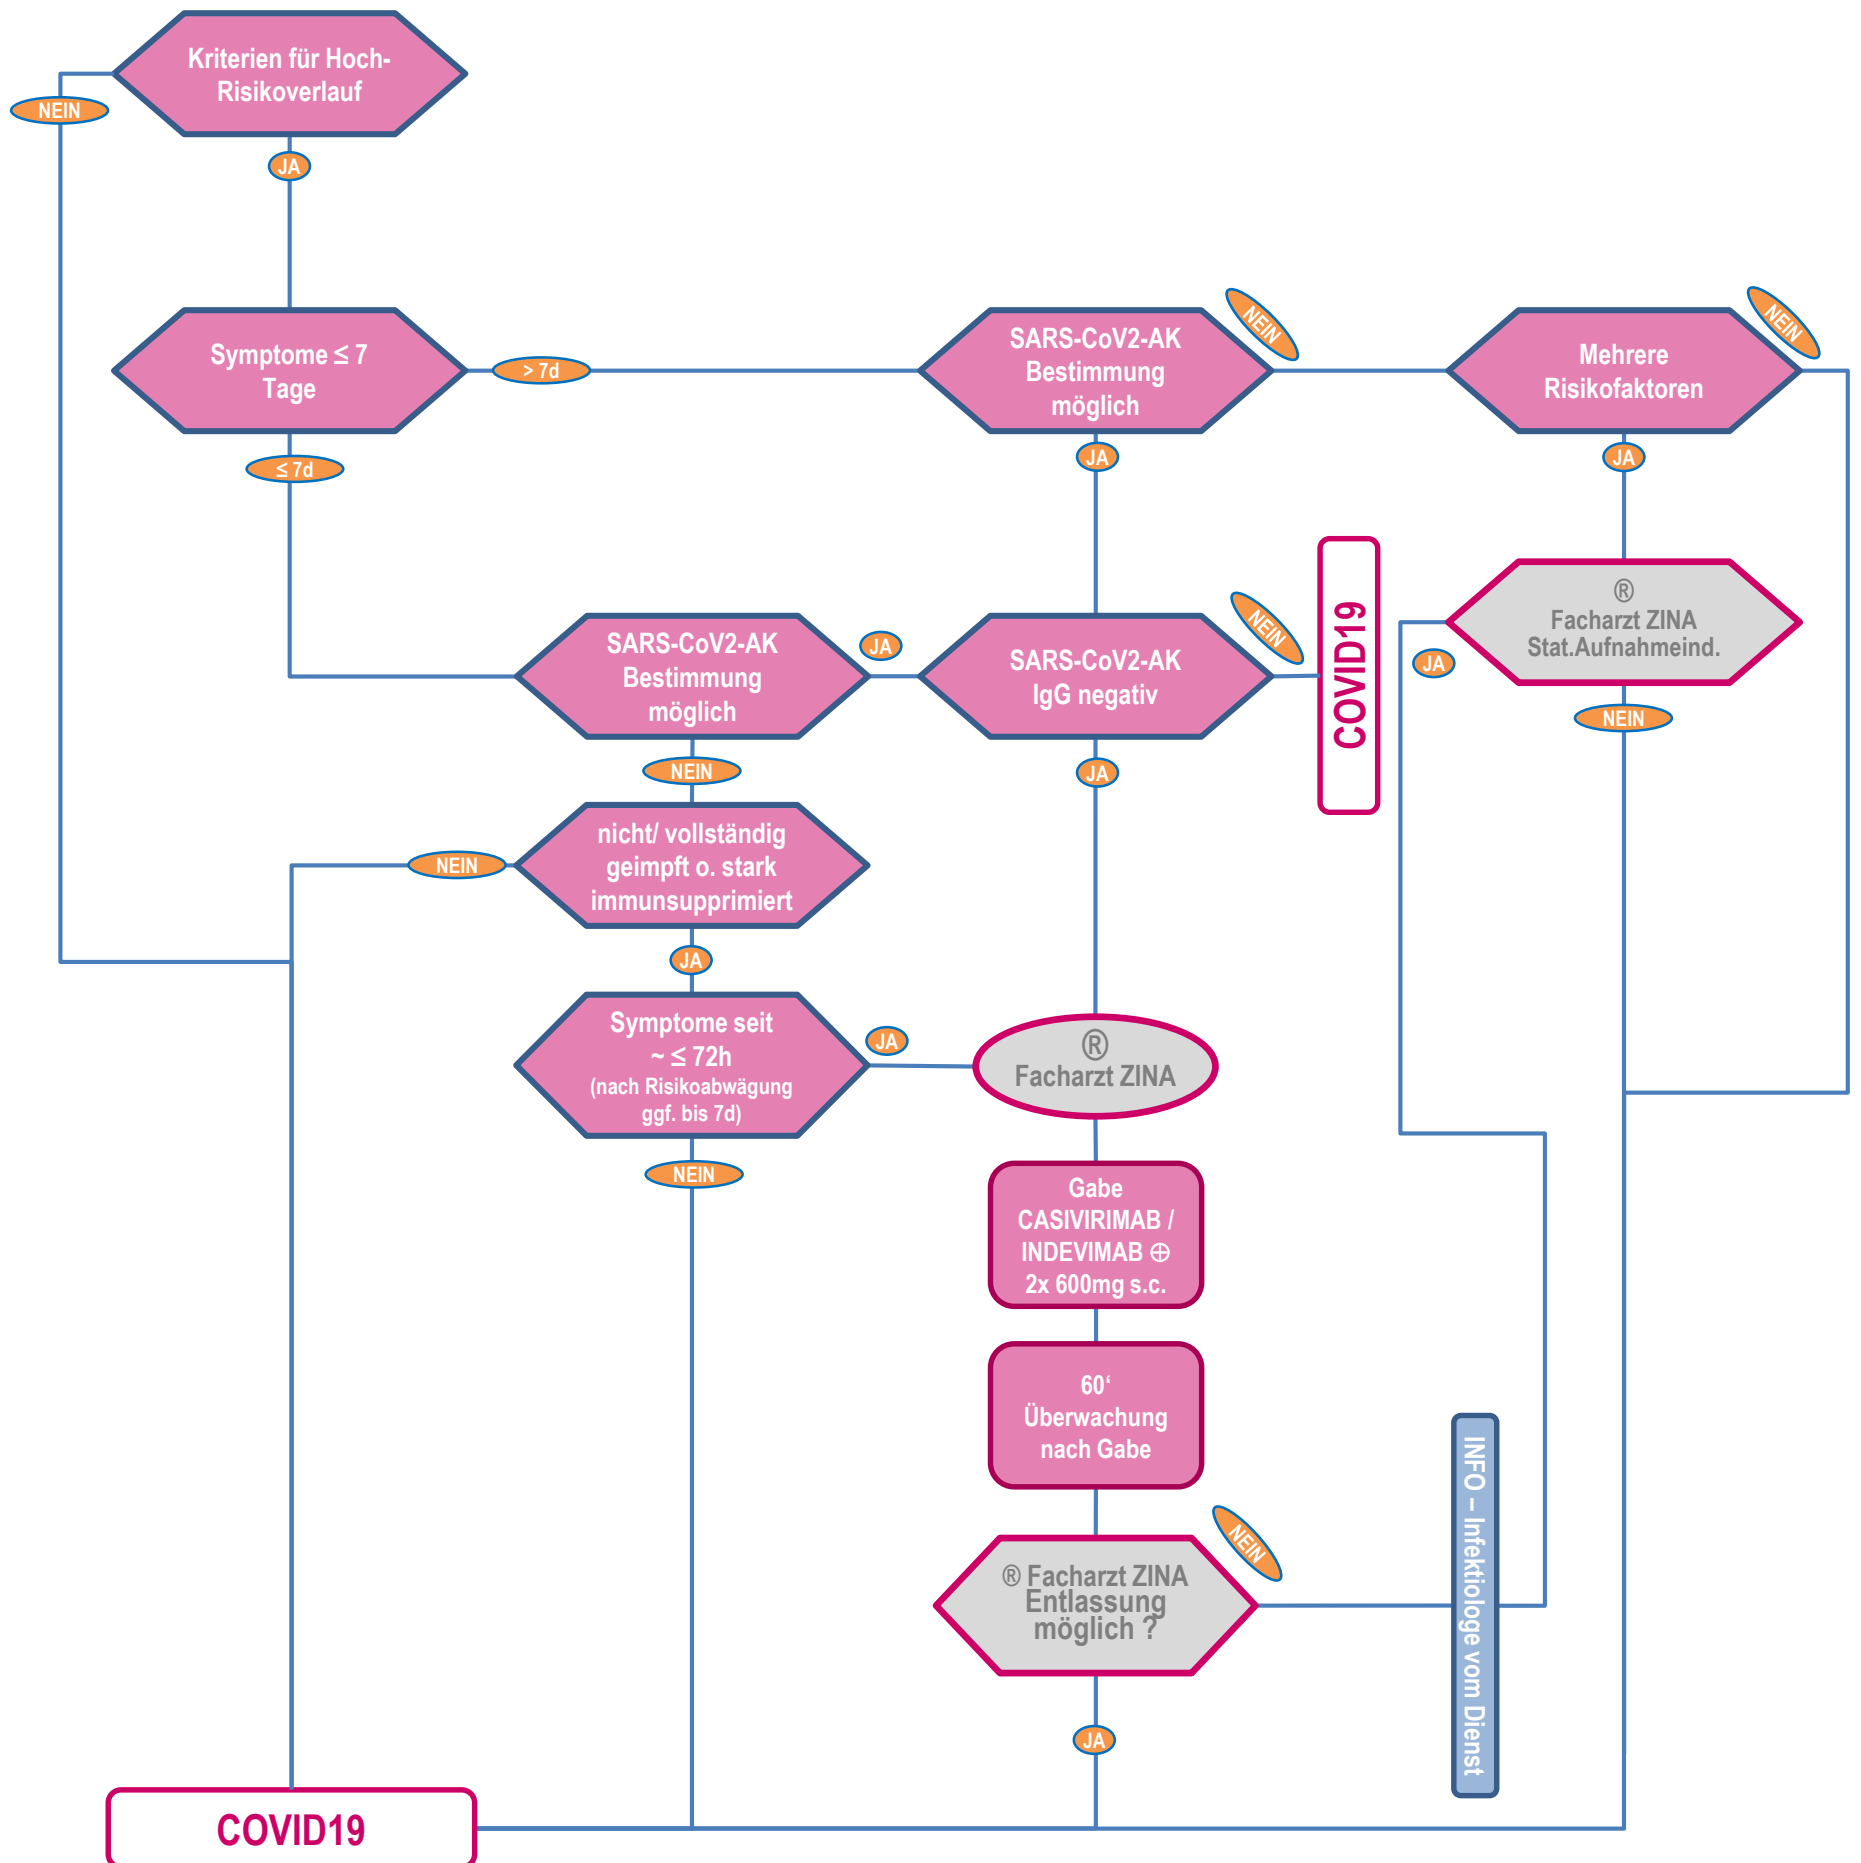 Kriterien für Hoch-
Risikoverlauf
NEIN
JA
Symptome ≤ 7
Tage
> 7d
≤ 7d
SARS-CoV2-AK
Bestimmung
möglich
NEIN
JA
Mehrere
Risikofaktoren
NEIN
JA
®
Facharzt ZINA
Stat.Aufnahmeind.
JA
NEIN
SARS-CoV2-AK
Bestimmung
möglich
JA
NEIN
SARS-CoV2-AK
IgG negativ
NEIN
JA
COVID19
nicht/ vollständig
geimpft o. stark
immunsupprimiert
NEIN
JA
Symptome seit
~ ≤ 72h
(nach Risikoabwägung
ggf. bis 7d)
JA
NEIN
®
Facharzt ZINA
Gabe
CASIVIRIMAB /
INDEVIMAB ⊕
2x 600mg s.c.
60‘
Überwachung
nach Gabe
® Facharzt ZINA
Entlassung
möglich ?
NEIN
JA
INFO – Infektiologe vom Dienst
COVID19